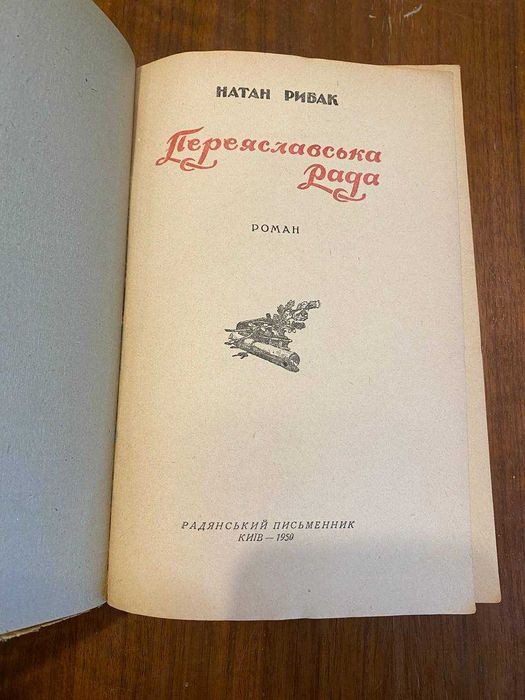 НАТАН РИБАК
Переяславська
Рада
РОМАН
РАДЯНСЬКИЙ ПИСЬМЕННИК
КИЇВ — 1950